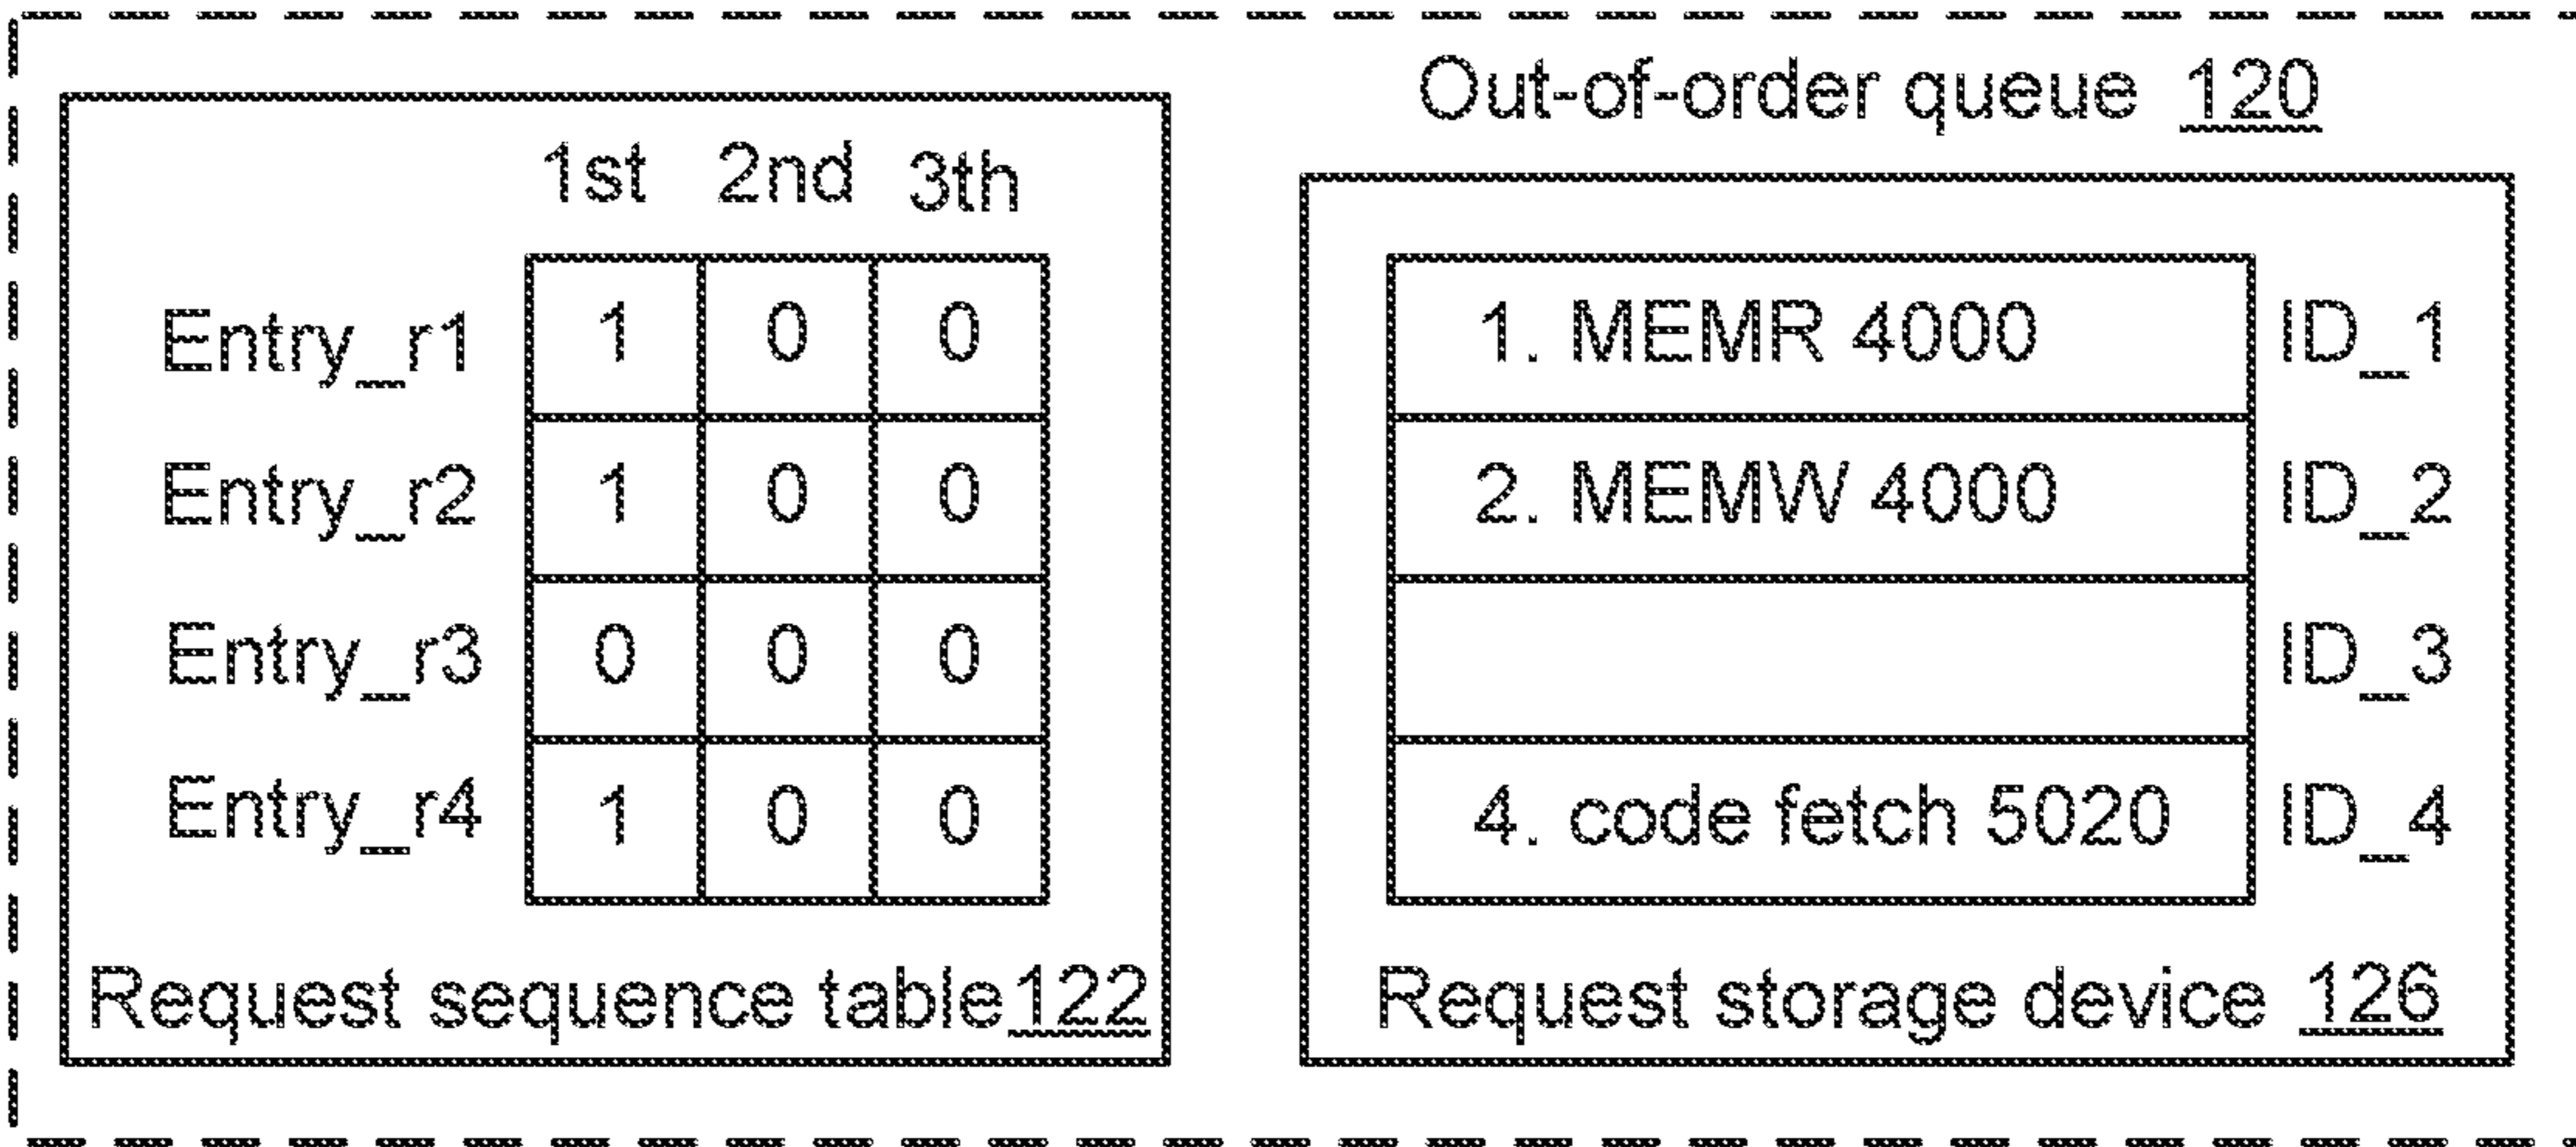 Out-of-order queue 120
1st 2nd 3th
Entry_r1 1 0 0
Entry_r2 1 0 0
Entry_r3 0 0 0
Entry_r4 1 0 0
Request sequence table 122
1. MEMR 4000 ID_1
2. MEMW 4000 ID_2
ID_3
4. code fetch 5020 ID_4
Request storage device 126